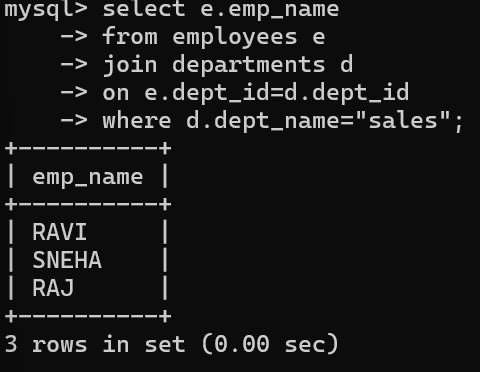 mysql> select e.emp_name
    -> from employees e
    -> join departments d
    -> on e.dept_id=d.dept_id
    -> where d.dept_name="sales";
+----------+
| emp_name |
+----------+
| RAVI     |
| SNEHA    |
| RAJ      |
+----------+
3 rows in set (0.00 sec)